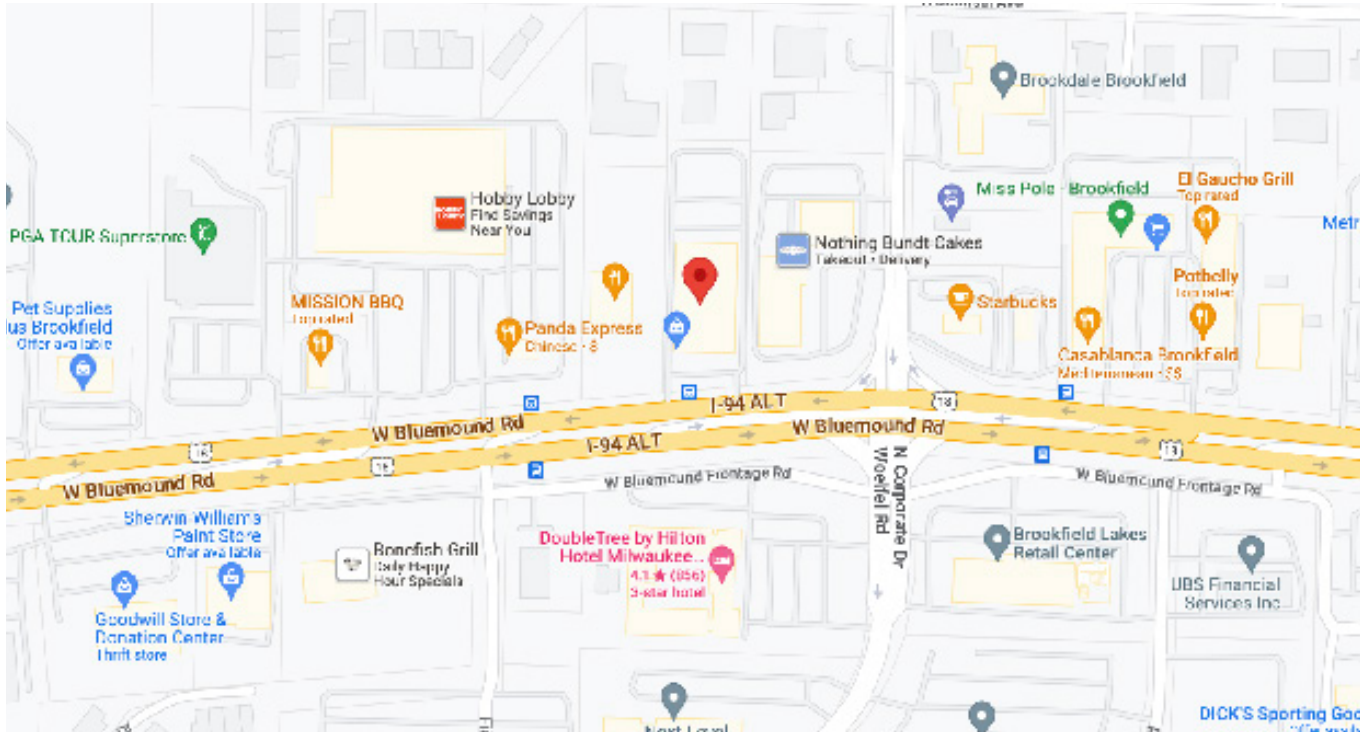 Brookdale Brookfield
Hobby Lobby
Find Savings
Near You
PGA TOUR Superstore
Miss Pole - Brookfield
El Gaucho Grill
Top rated
Metr
Nothing Bundt Cakes
Takeout • Delivery
Pet Supplies
us Brookfield
Offer available
MISSION BBQ
Top rated
Panda Express
Chinese · $
Starbucks
Potbelly
Top rated
Casablanca Brookfield
Mediterranean · $$
I-94 ALT
18
W Bluemound Rd
W Bluemound Rd
I-94 ALT
18
18
18
W Bluemound Rd
W Bluemound Frontage Rd
W Bluemound Frontage Rd
N Corporate Dr
Woelfel Rd
Sherwin-Williams
Paint Store
Offer available
Bonefish Grill
Daily Happy
Hour Specials
DoubleTree by Hilton
Hotel Milwaukee...
4.1 ★ (856)
3-star hotel
Brookfield Lakes
Retail Center
UBS Financial
Services Inc
Goodwill Store &
Donation Center
Thrift store
Next Level
DICK'S Sporting Goo